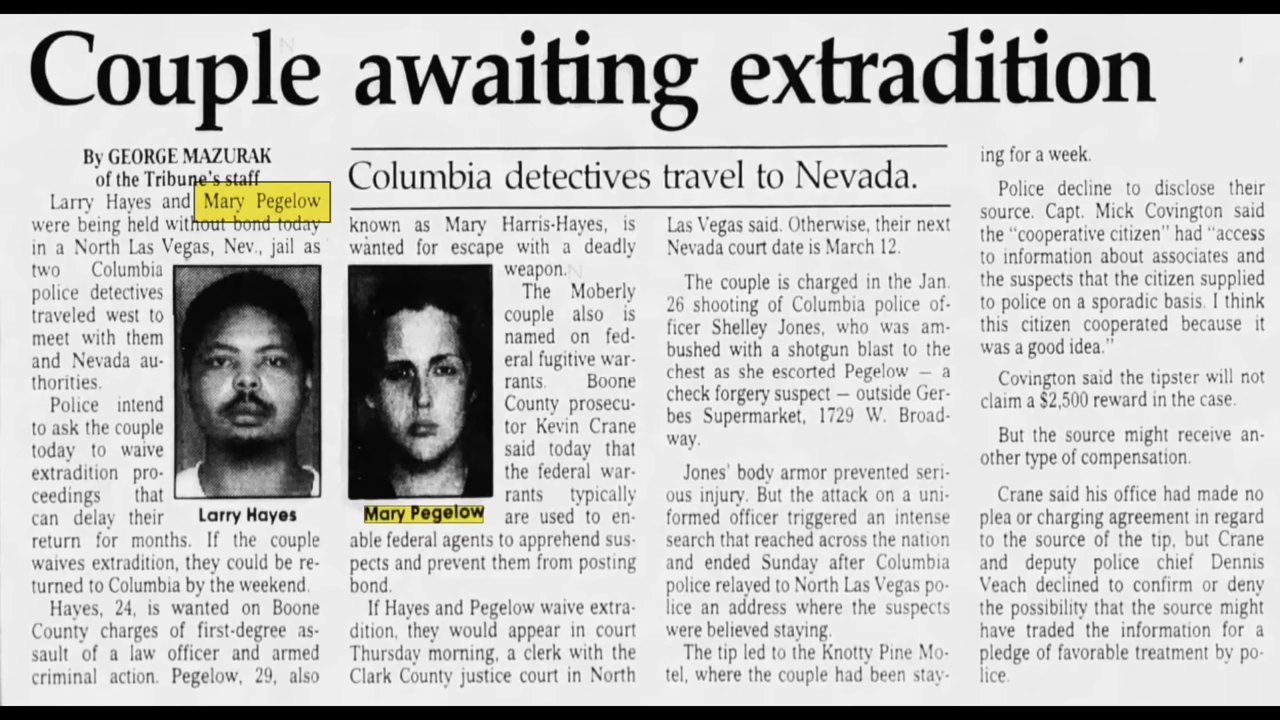 Couple awaiting extradition
By GEORGE MAZURAK
of the Tribune's staff
Columbia detectives travel to Nevada.
Larry Hayes and Mary Pegelow
were being held without bond today
in a North Las Vegas, Nev., jail as
two Columbia
police detectives
traveled west to
meet with them
and Nevada au-
thorities.
Police intend
to ask the couple
today to waive
extradition pro-
ceedings that
can delay their
return for months. If the couple
waives extradition, they could be re-
turned to Columbia by the weekend.
Hayes, 24, is wanted on Boone
County charges of first-degree as-
sault of a law officer and armed
criminal action. Pegelow, 29, also
Larry Hayes
known as Mary Harris-Hayes, is
wanted for escape with a deadly
weapon.
The Moberly
couple also is
named on fed-
eral fugitive war-
rants. Boone
County prosecu-
tor Kevin Crane
said today that
the federal war-
rants typically
are used to en-
able federal agents to apprehend sus-
pects and prevent them from posting
bond.
If Hayes and Pegelow waive extra-
dition, they would appear in court
Thursday morning, a clerk with the
Clark County justice court in North
Mary Pegelow
Las Vegas said. Otherwise, their next
Nevada court date is March 12.
The couple is charged in the Jan.
26 shooting of Columbia police of-
ficer Shelley Jones, who was am-
bushed with a shotgun blast to the
chest as she escorted Pegelow — a
check forgery suspect — outside Ger-
bes Supermarket, 1729 W. Broad-
way.
Jones' body armor prevented seri-
ous injury. But the attack on a uni-
formed officer triggered an intense
search that reached across the nation
and ended Sunday after Columbia
police relayed to North Las Vegas po-
lice an address where the suspects
were believed staying.
The tip led to the Knotty Pine Mo-
tel, where the couple had been stay-
ing for a week.
Police decline to disclose their
source. Capt. Mick Covington said
the "cooperative citizen" had "access
to information about associates and
the suspects that the citizen supplied
to police on a sporadic basis. I think
this citizen cooperated because it
was a good idea."
Covington said the tipster will not
claim a $2,500 reward in the case.
But the source might receive an-
other type of compensation.
Crane said his office had made no
plea or charging agreement in regard
to the source of the tip, but Crane
and deputy police chief Dennis
Veach declined to confirm or deny
the possibility that the source might
have traded the information for a
pledge of favorable treatment by po-
lice.